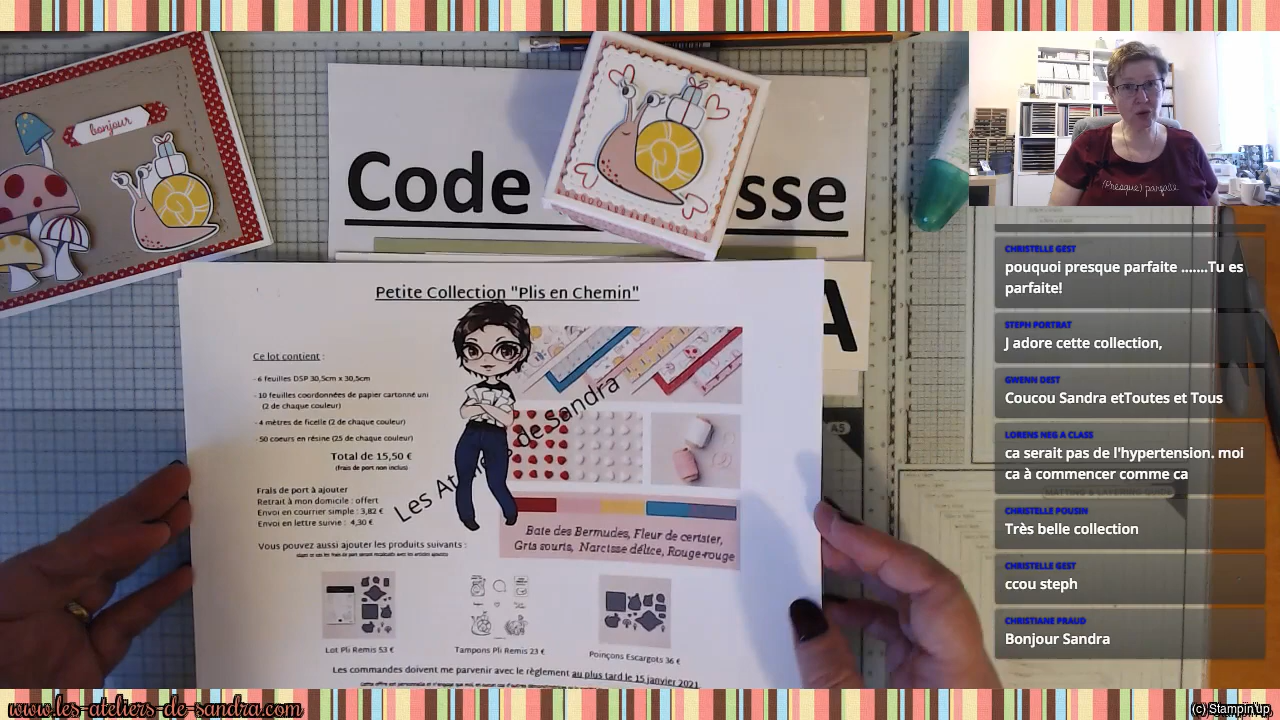 bonjour
Code
sse
A
Petite Collection "Plis en Chemin"
Ce lot contient :
- 6 feuilles DSP 30,5cm x 30,5cm
- 10 feuilles coordonnées de papier cartonné uni
(2 de chaque couleur)
- 4 mètres de ficelle (2 de chaque couleur)
- 50 coeurs en résine (25 de chaque couleur)
Total de 15,50 €
(frais de port non inclus)
Frais de port à ajouter
Retrait à mon domicile : offert
Envoi en courrier simple : 3,82 €
Envoi en lettre suivie : 4,30 €
Les At de Sandra
Baie des Bermudes, Fleur de cerisier,
Gris souris, Narcisse délice, Rouge-rouge
Vous pouvez aussi ajouter les produits suivants :
Lot Pli Remis 53 €
Tampons Pli Remis 23 €
Poinçons Escargots 36 €
Les commandes doivent me parvenir avec le règlement au plus tard le 15 janvier 2021
A5
(Presque) parfaite
CHRISTELLE GEST
pouquoi presque parfaite .......Tu es
parfaite!
STEPH PORTRAT
J adore cette collection,
GWENN DEST
Coucou Sandra etToutes et Tous
LORENS NEG A CLASS
ca serait pas de l'hypertension. moi
ca à commencer comme ca
CHRISTELLE POUSIN
Très belle collection
CHRISTELLE GEST
ccou steph
CHRISTIANE PRAUD
Bonjour Sandra
www.les-ateliers-de-sandra.com
(c) Stampin'up